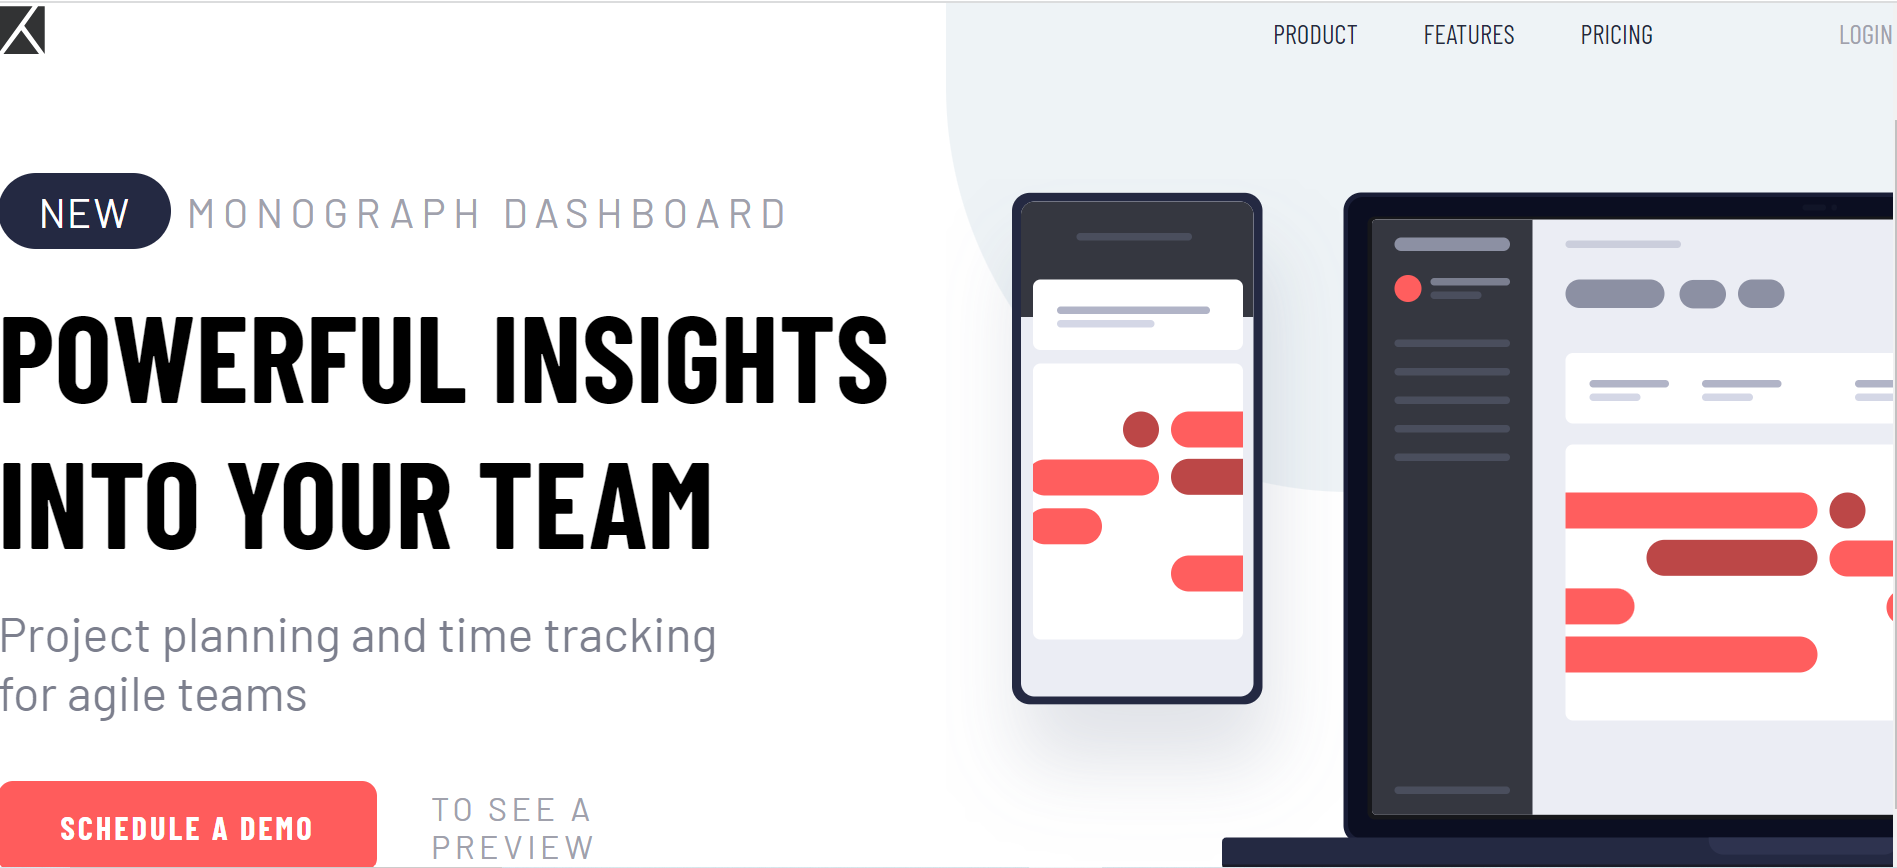 PRODUCT FEATURES PRICING LOGIN
NEW MONOGRAPH DASHBOARD
POWERFUL INSIGHTS
INTO YOUR TEAM
Project planning and time tracking
for agile teams
SCHEDULE A DEMO
TO SEE A
PREVIEW